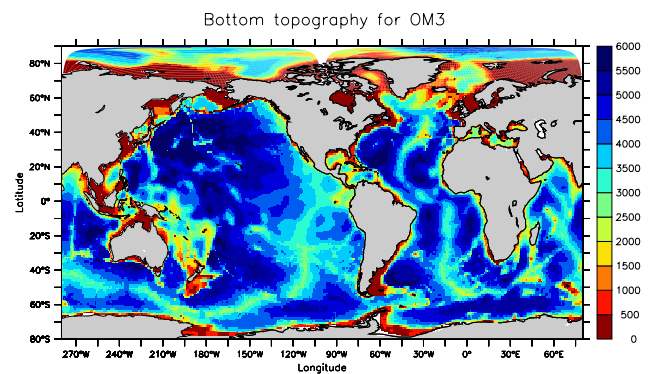 Bottom topography for OM3
80°N
60°N
40°N
20°N
0°
20°S
40°S
60°S
80°S
Latitude
270°W 240°W 210°W 180°W 150°W 120°W 90°W 60°W 30°W 0° 30°E 60°E
Longitude
6000
5500
5000
4500
4000
3500
3000
2500
2000
1500
1000
500
0